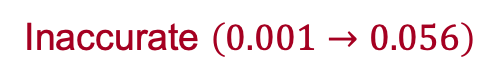 Inaccurate (0.001 → 0.056)